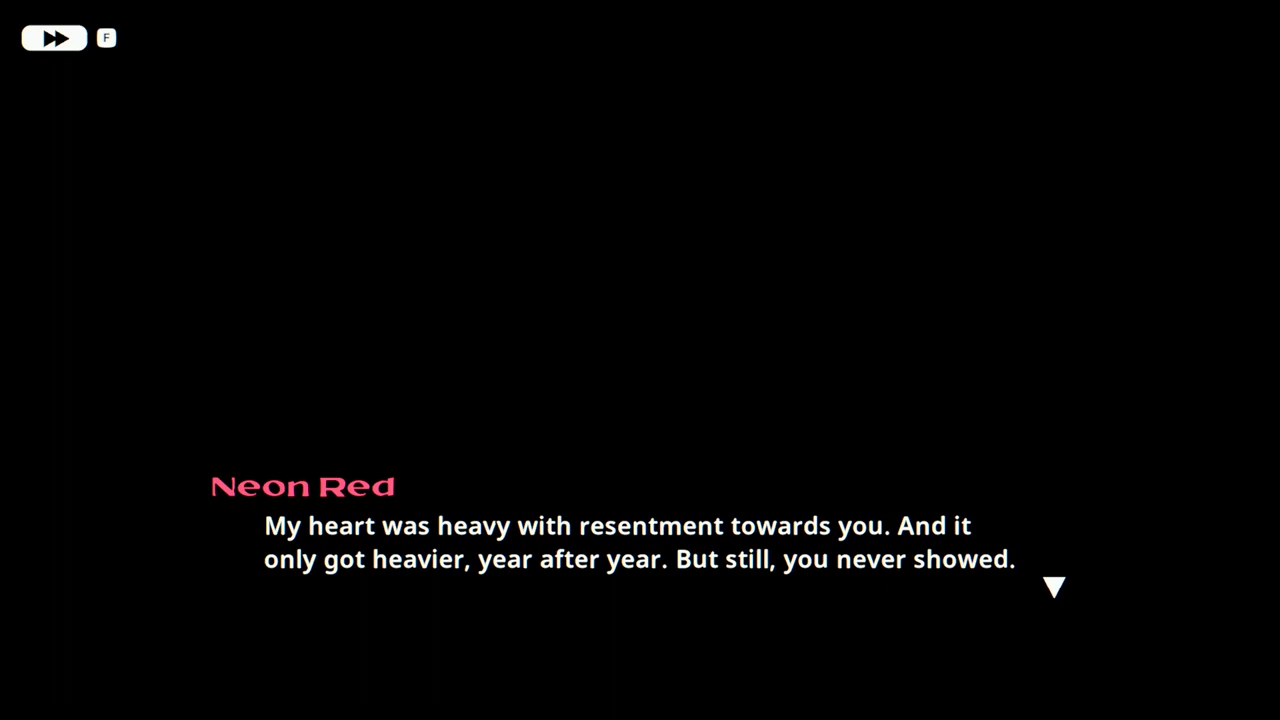 F
Neon Red
My heart was heavy with resentment towards you. And it
only got heavier, year after year. But still, you never showed.